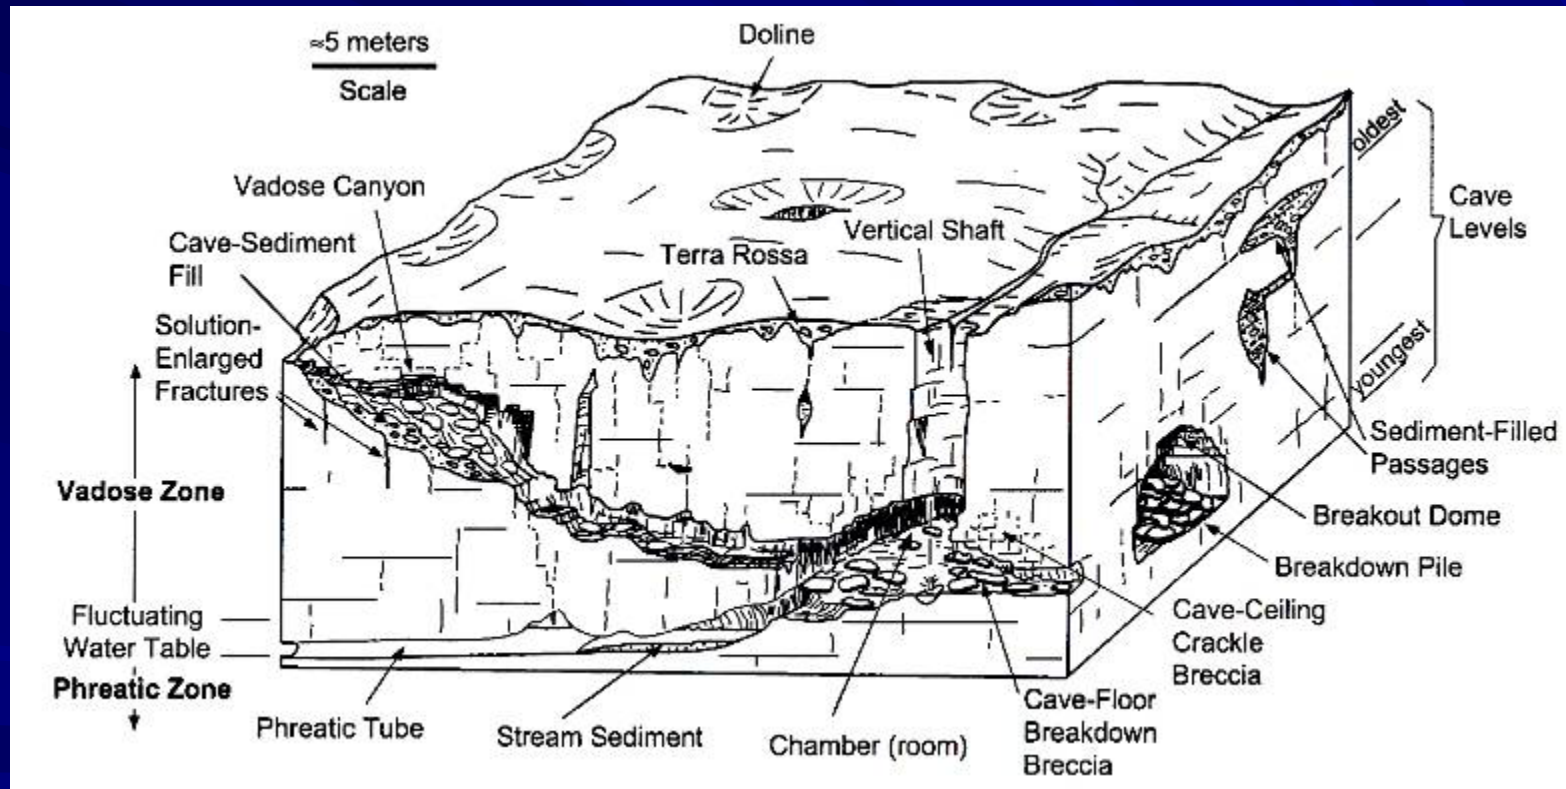 ≈5 meters
Scale
Doline
Vadose Canyon
Cave-Sediment
Fill
Solution-
Enlarged
Fractures
Terra Rossa
Vertical Shaft
oldest
youngest
Cave
Levels
Sediment-Filled
Passages
Breakout Dome
Breakdown Pile
Cave-Ceiling
Crackle
Breccia
Cave-Floor
Breakdown
Breccia
Chamber (room)
Stream Sediment
Phreatic Tube
Vadose Zone
Fluctuating
Water Table
Phreatic Zone